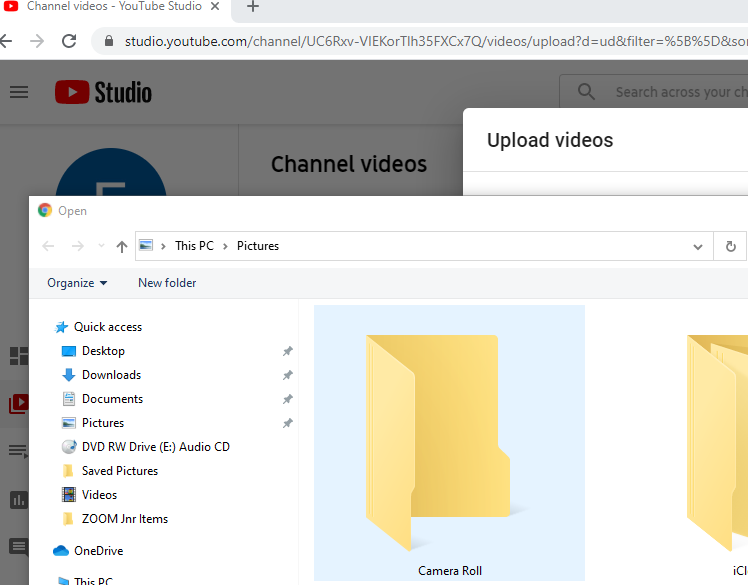 Channel videos - YouTube Studio
studio.youtube.com/channel/UC6Rxv-VIEKorTIh35FXCx7Q/videos/upload?d=ud&filter=%5B%5D&sor
Studio
Search across your ch
Upload videos
Channel videos
Open
This PC > Pictures
Organize
New folder
Quick access
Desktop
Downloads
Documents
Pictures
DVD RW Drive (E:) Audio CD
Saved Pictures
Videos
ZOOM Jnr Items
OneDrive
This PC
Camera Roll
iCl